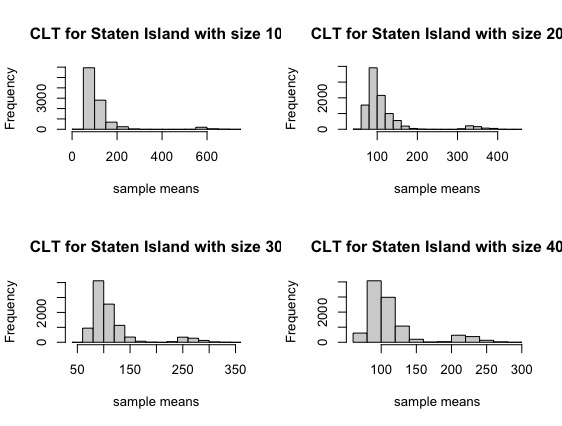 CLT for Staten Island with size 10
Frequency
0
3000
0
200
400
600
sample means
CLT for Staten Island with size 20
Frequency
0
2000
100
200
300
400
sample means
CLT for Staten Island with size 30
Frequency
0
2000
50
150
250
350
sample means
CLT for Staten Island with size 40
Frequency
0
2000
100
150
200
250
300
sample means